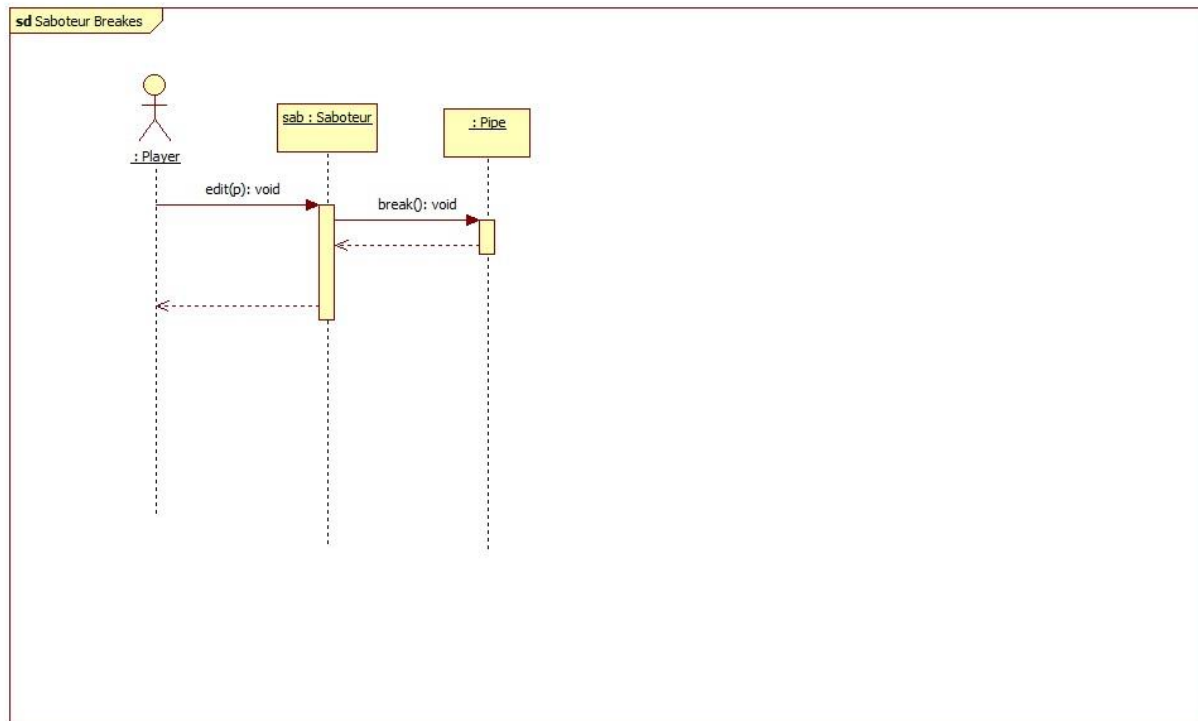 sd Saboteur Breakes
: Player
sab : Saboteur
: Pipe
edit(p): void
break(): void